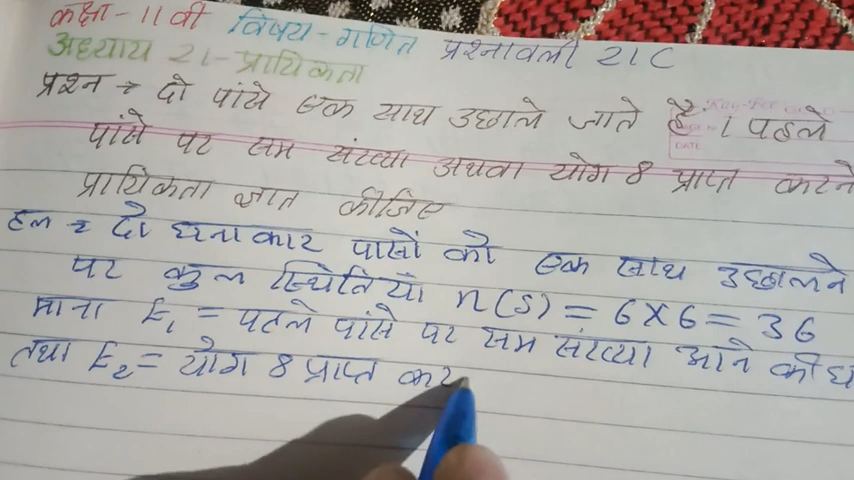 कक्षा - 11वी विषय - गणित प्रश्नावली 21C
अध्याय 21 - प्रायिकता
प्रश्न → दो पांसे एक साथ उछाले जाते हैं। पहले
पांसे पर सम संख्या अथवा योग 8 प्राप्त करने
प्रायिकता ज्ञात कीजिए
हल → दो घनाकार पासों को एक साथ उछालने
पर कुल स्थितियाँ n(S) = 6×6 = 36
माना E₁ = पहले पांसे पर सम संख्या आने की घ
तथा E₂ = योग 8 प्राप्त कर